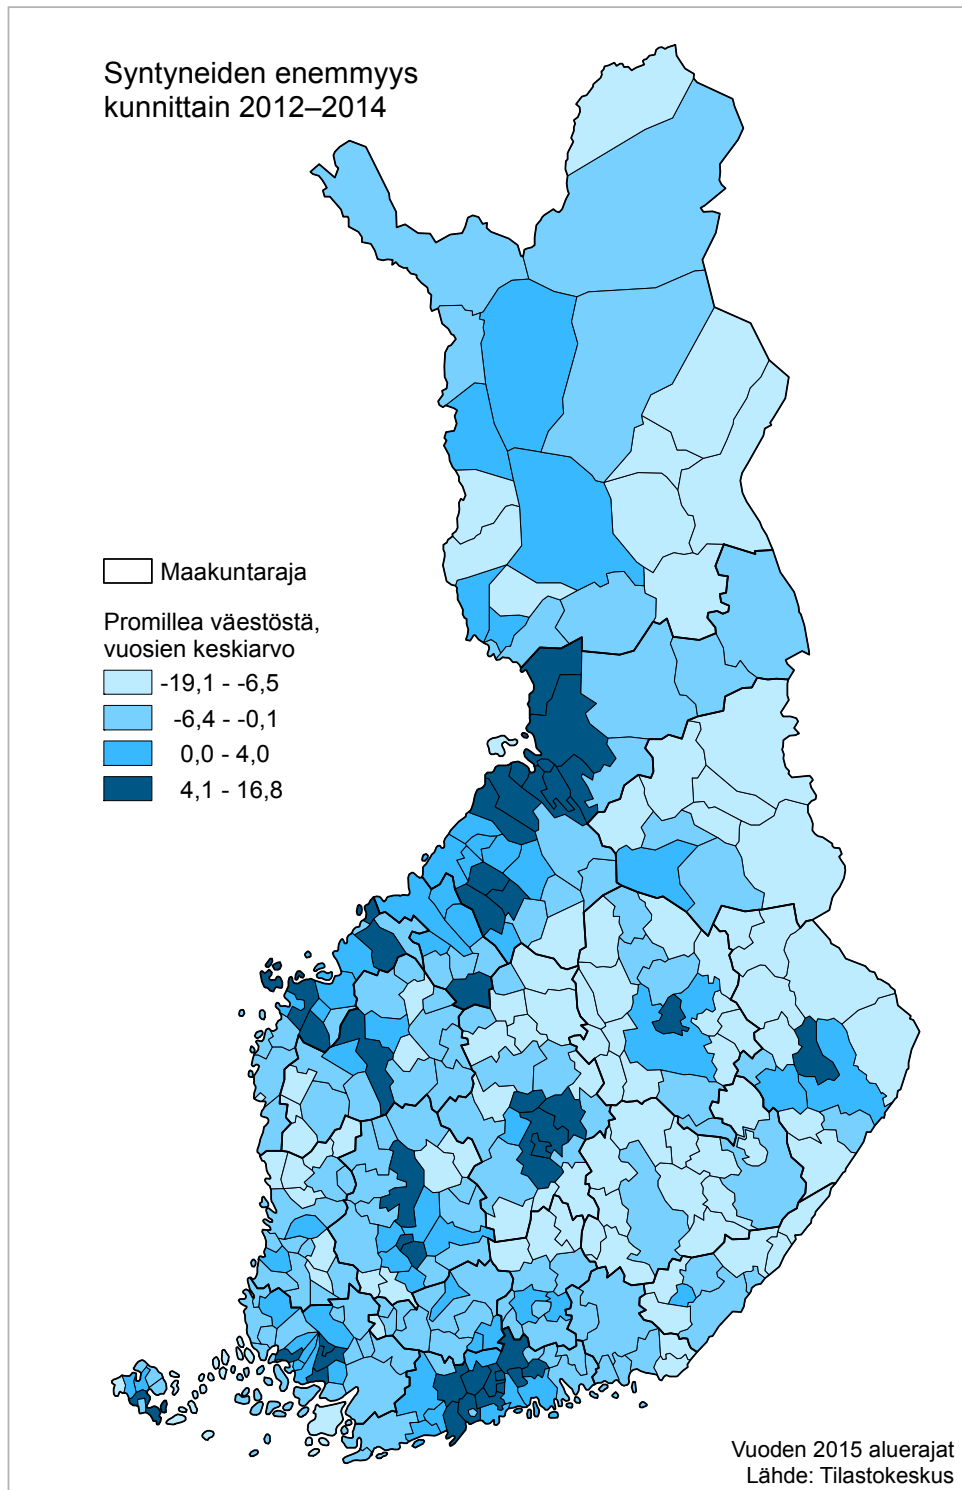 Syntyneiden enemmyys
kunnittain 2012–2014
Maakuntaraja
Promillea väestöstä,
vuosien keskiarvo
-19,1 - -6,5
-6,4 - -0,1
0,0 - 4,0
4,1 - 16,8
Vuoden 2015 aluerajat
Lähde: Tilastokeskus